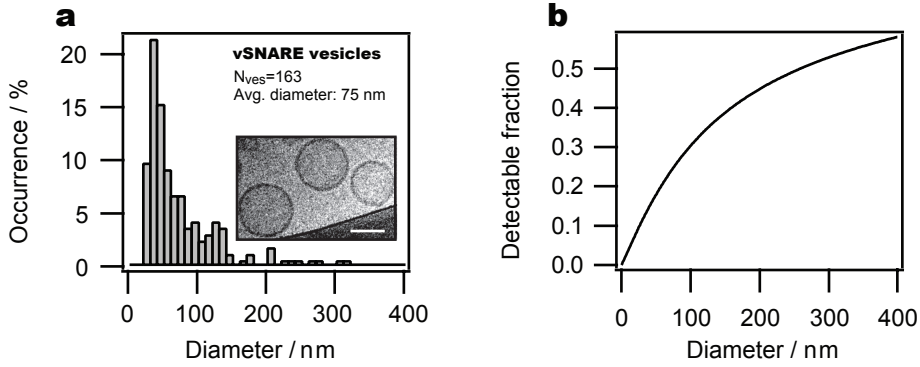 a
vSNARE vesicles
Nves=163
Avg. diameter: 75 nm
Occurrence / %
20
15
10
5
0
0 100 200 300 400
Diameter / nm
b
Detectable fraction
0.5
0.4
0.3
0.2
0.1
0.0
0 100 200 300 400
Diameter / nm